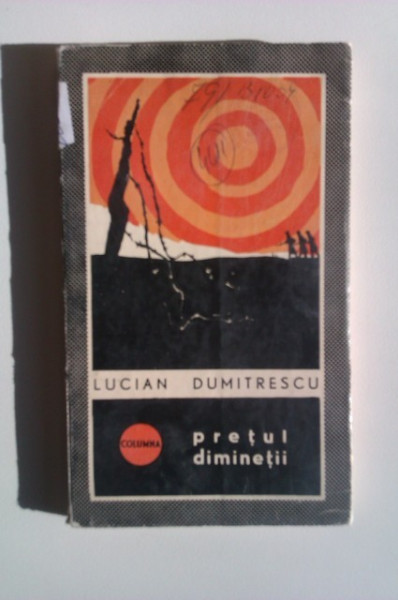 LUCIAN DUMITRESCU
COLUMNA
prețul
dimineții